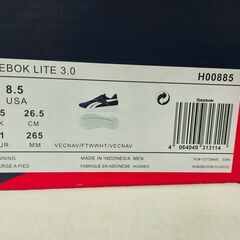 EBOK LITE 3.0
H00885
8.5
USA
26.5
CM
265
MM
Reebok
VECNAV/FTWWHT/VECNAV
4 064049 313114
MADE IN INDONESIA MEN
FABRIQUÉ EN INDONÉSIE - HOMMES